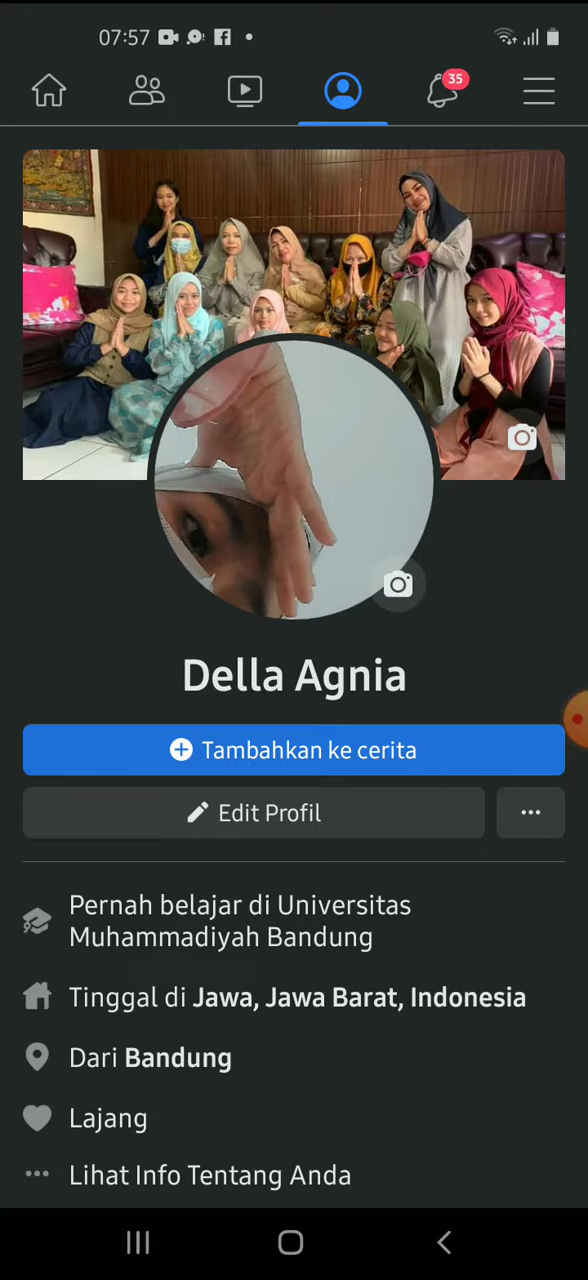 07:57
35
Della Agnia
Tambahkan ke cerita
Edit Profil
Pernah belajar di Universitas
Muhammadiyah Bandung
Tinggal di Jawa, Jawa Barat, Indonesia
Dari Bandung
Lajang
Lihat Info Tentang Anda